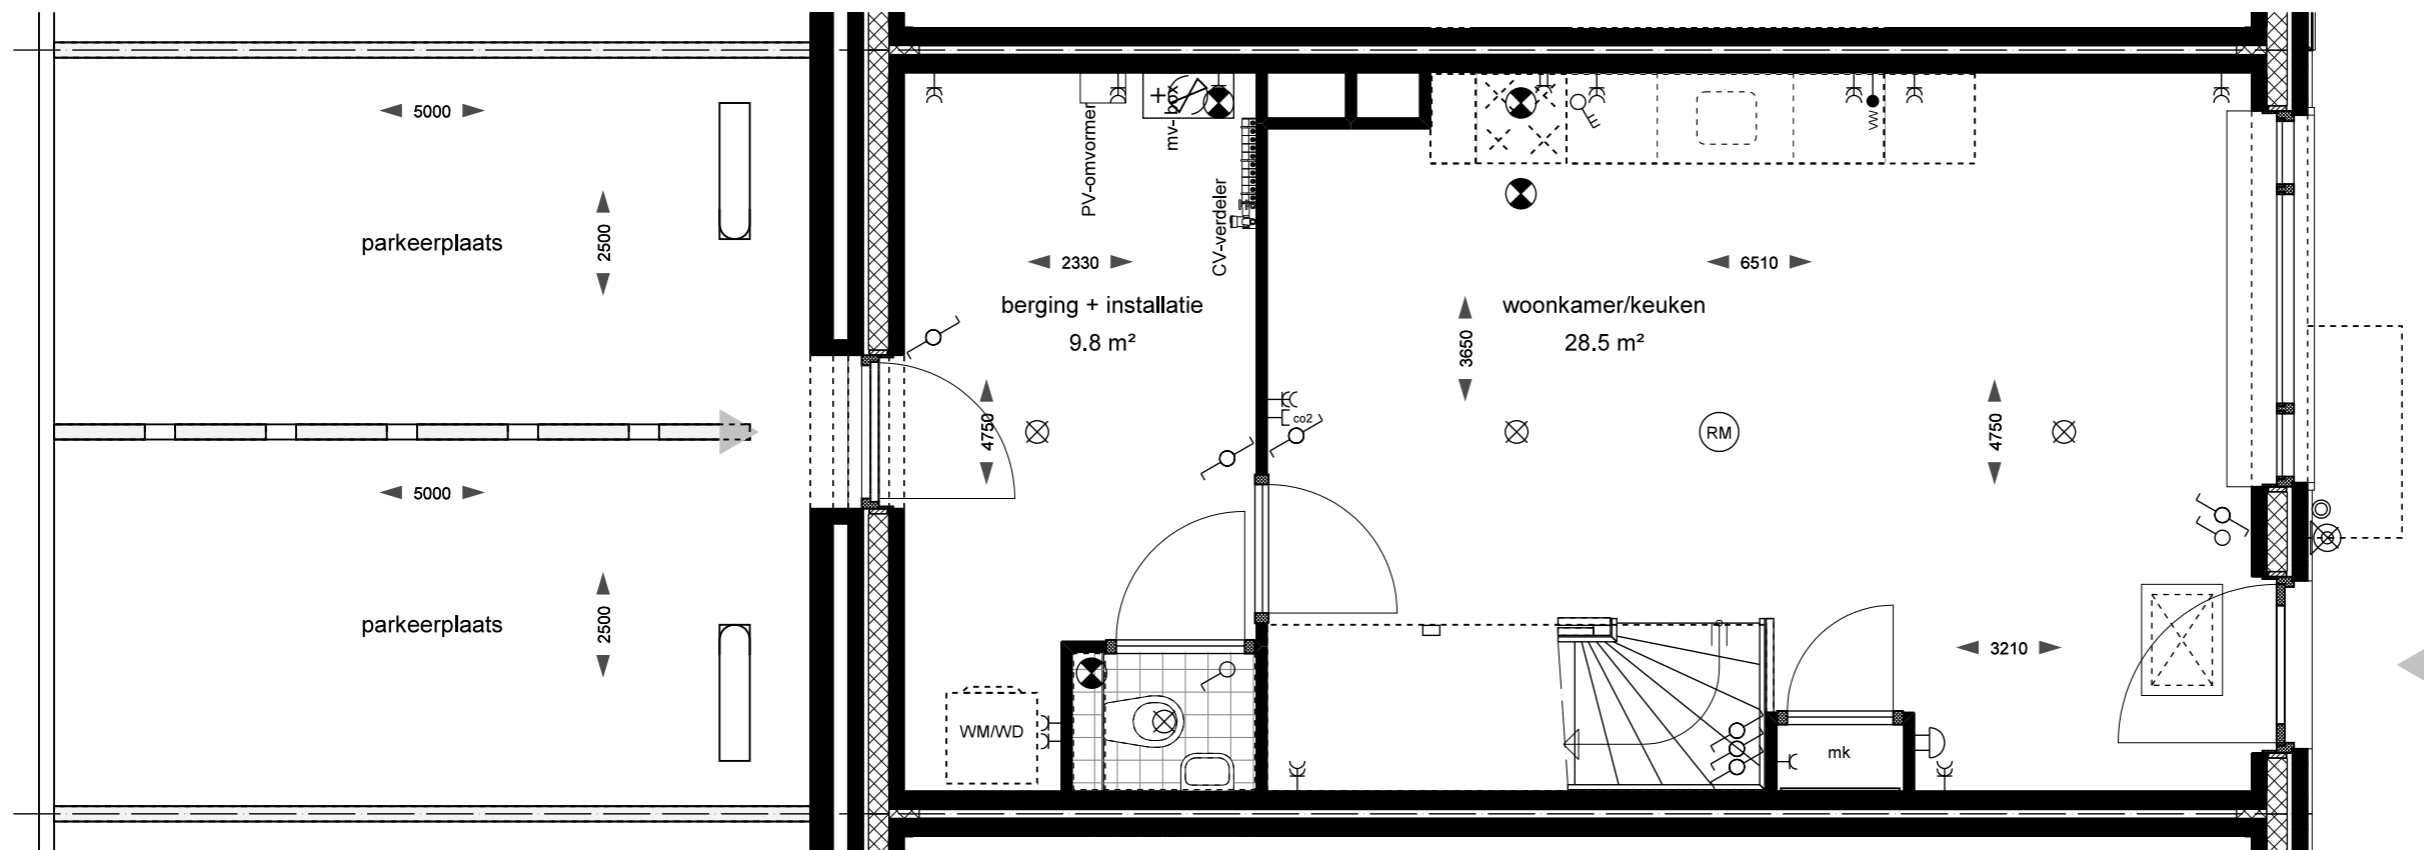 5000
2500
parkeerplaats
5000
2500
parkeerplaats
PV-omvormer
mv-box
CV-verdeler
2330
berging + installatie
9.8 m²
4750
WM/WD
6510
woonkamer/keuken
28.5 m²
3650
co2
RM
4750
VW
3210
mk